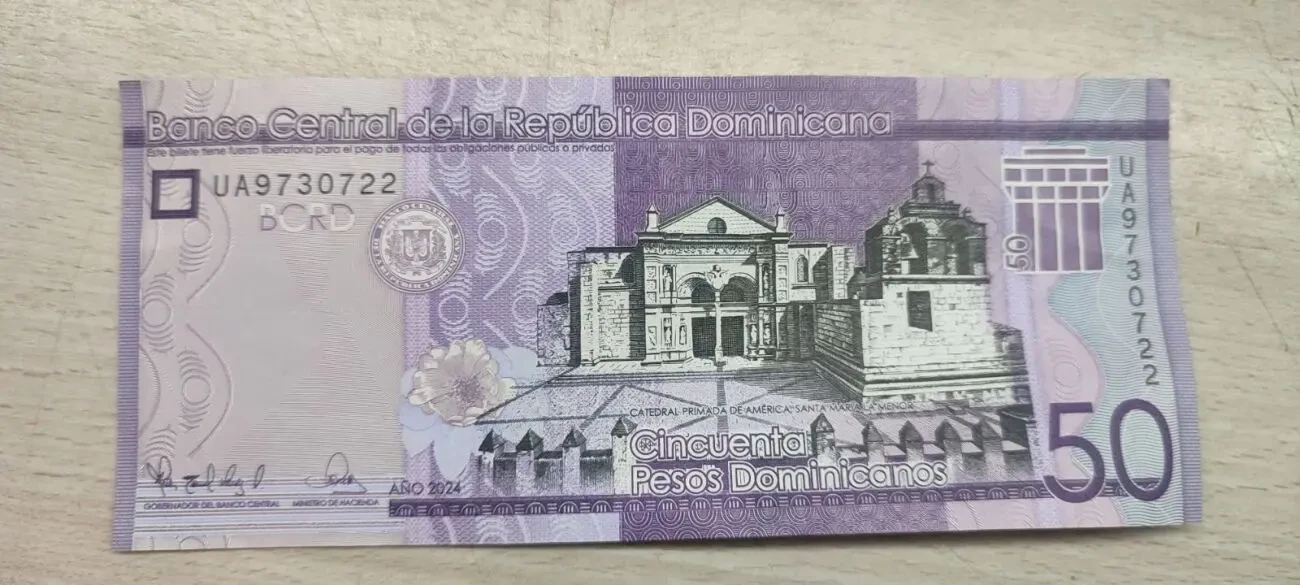 Banco Central de la República Dominicana
Este billete tiene fuerza liberatoria para el pago de todas las obligaciones públicas o privadas
UA9730722
BCRD
50
UA9730722
CATEDRAL PRIMADA DE AMÉRICA, SANTA MARÍA LA MENOR
Cincuenta
Pesos Dominicanos
50
AÑO 2024
GOBERNADOR DEL BANCO CENTRAL
MINISTRO DE HACIENDA